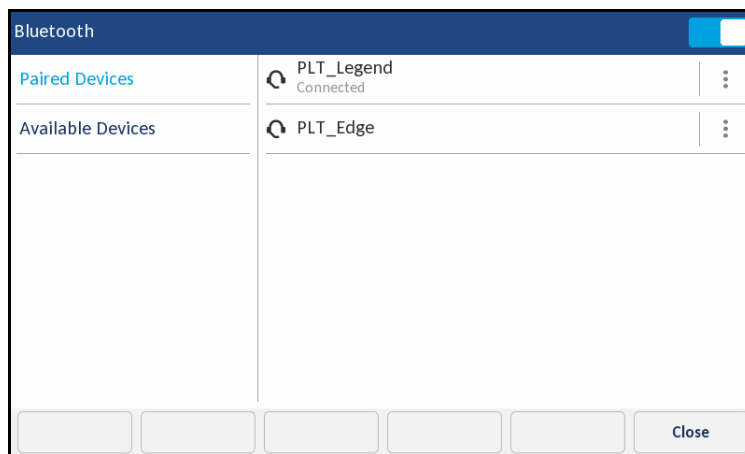 Bluetooth
Paired Devices
PLT_Legend
Connected
Available Devices
PLT_Edge
Close